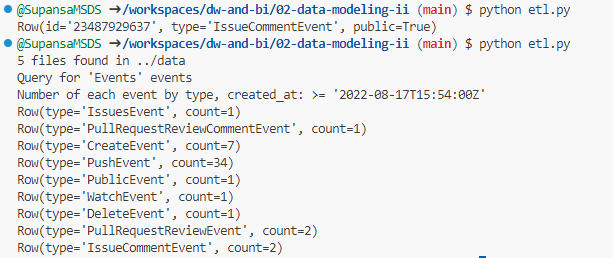 @SupansaMSDS ➜/workspaces/dw-and-bi/02-data-modeling-ii (main) $ python etl.py
Row(id='23487929637', type='IssueCommentEvent', public=True)
@SupansaMSDS ➜/workspaces/dw-and-bi/02-data-modeling-ii (main) $ python etl.py
5 files found in ../data
Query for 'Events' events
Number of each event by type, created_at: >= '2022-08-17T15:54:00Z'
Row(type='IssuesEvent', count=1)
Row(type='PullRequestReviewCommentEvent', count=1)
Row(type='CreateEvent', count=7)
Row(type='PushEvent', count=34)
Row(type='PublicEvent', count=1)
Row(type='WatchEvent', count=1)
Row(type='DeleteEvent', count=1)
Row(type='PullRequestReviewEvent', count=2)
Row(type='IssueCommentEvent', count=2)